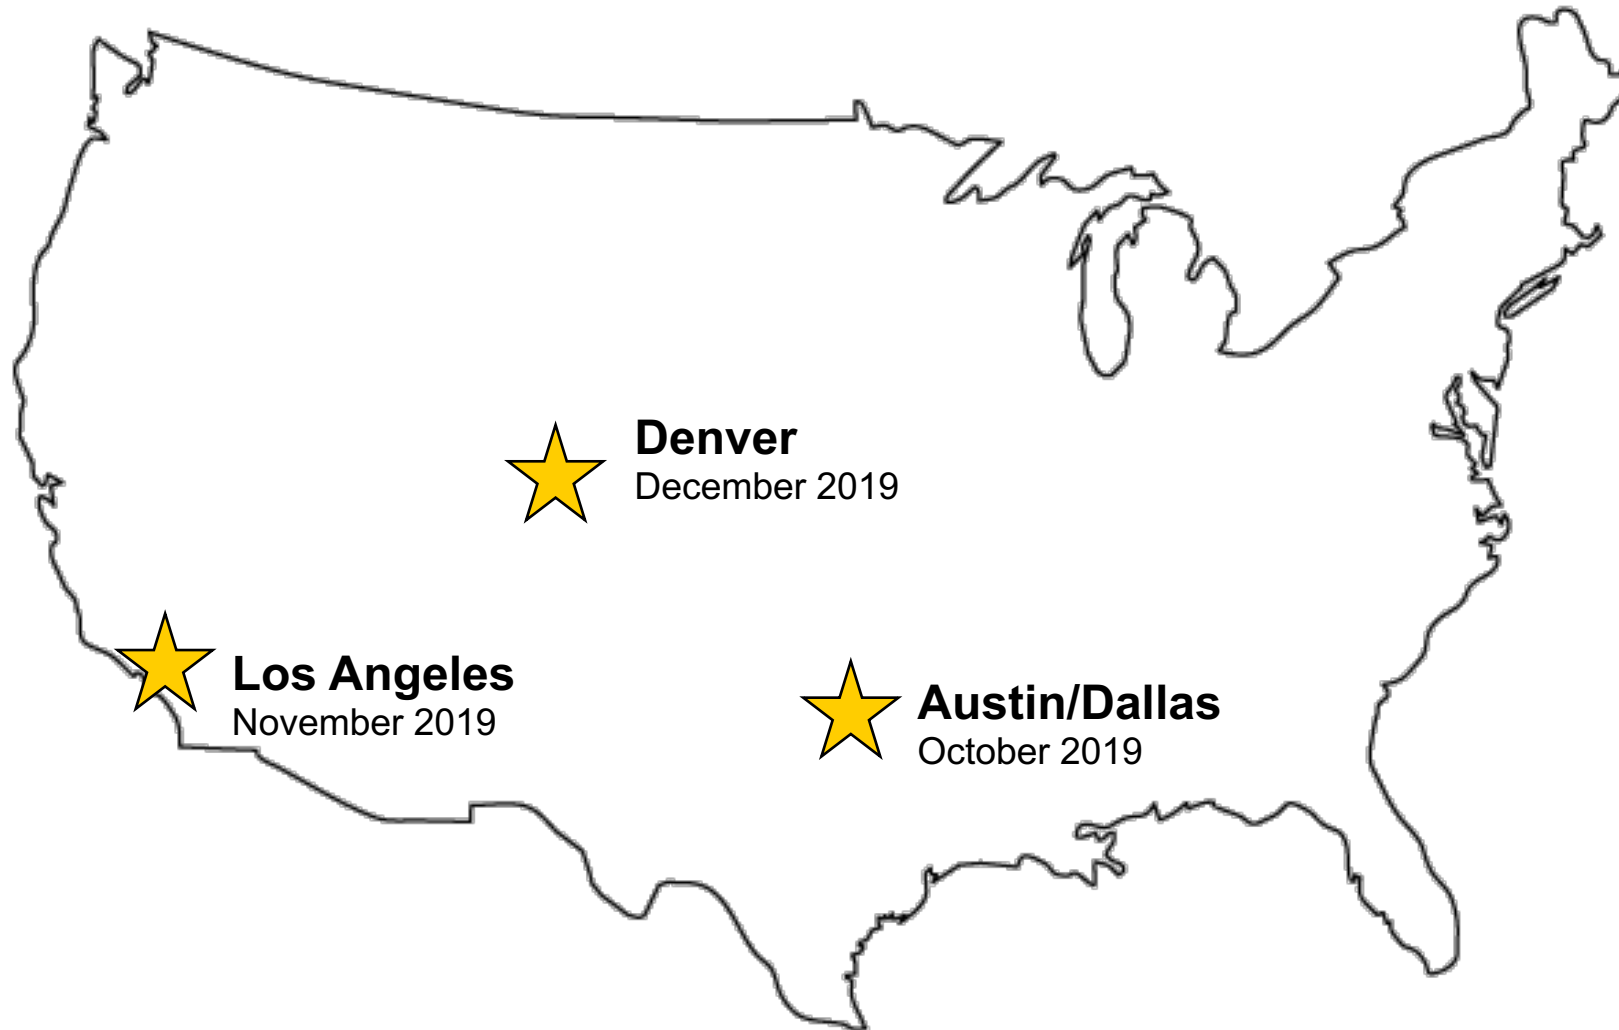 Denver
December 2019
Los Angeles
November 2019
Austin/Dallas
October 2019